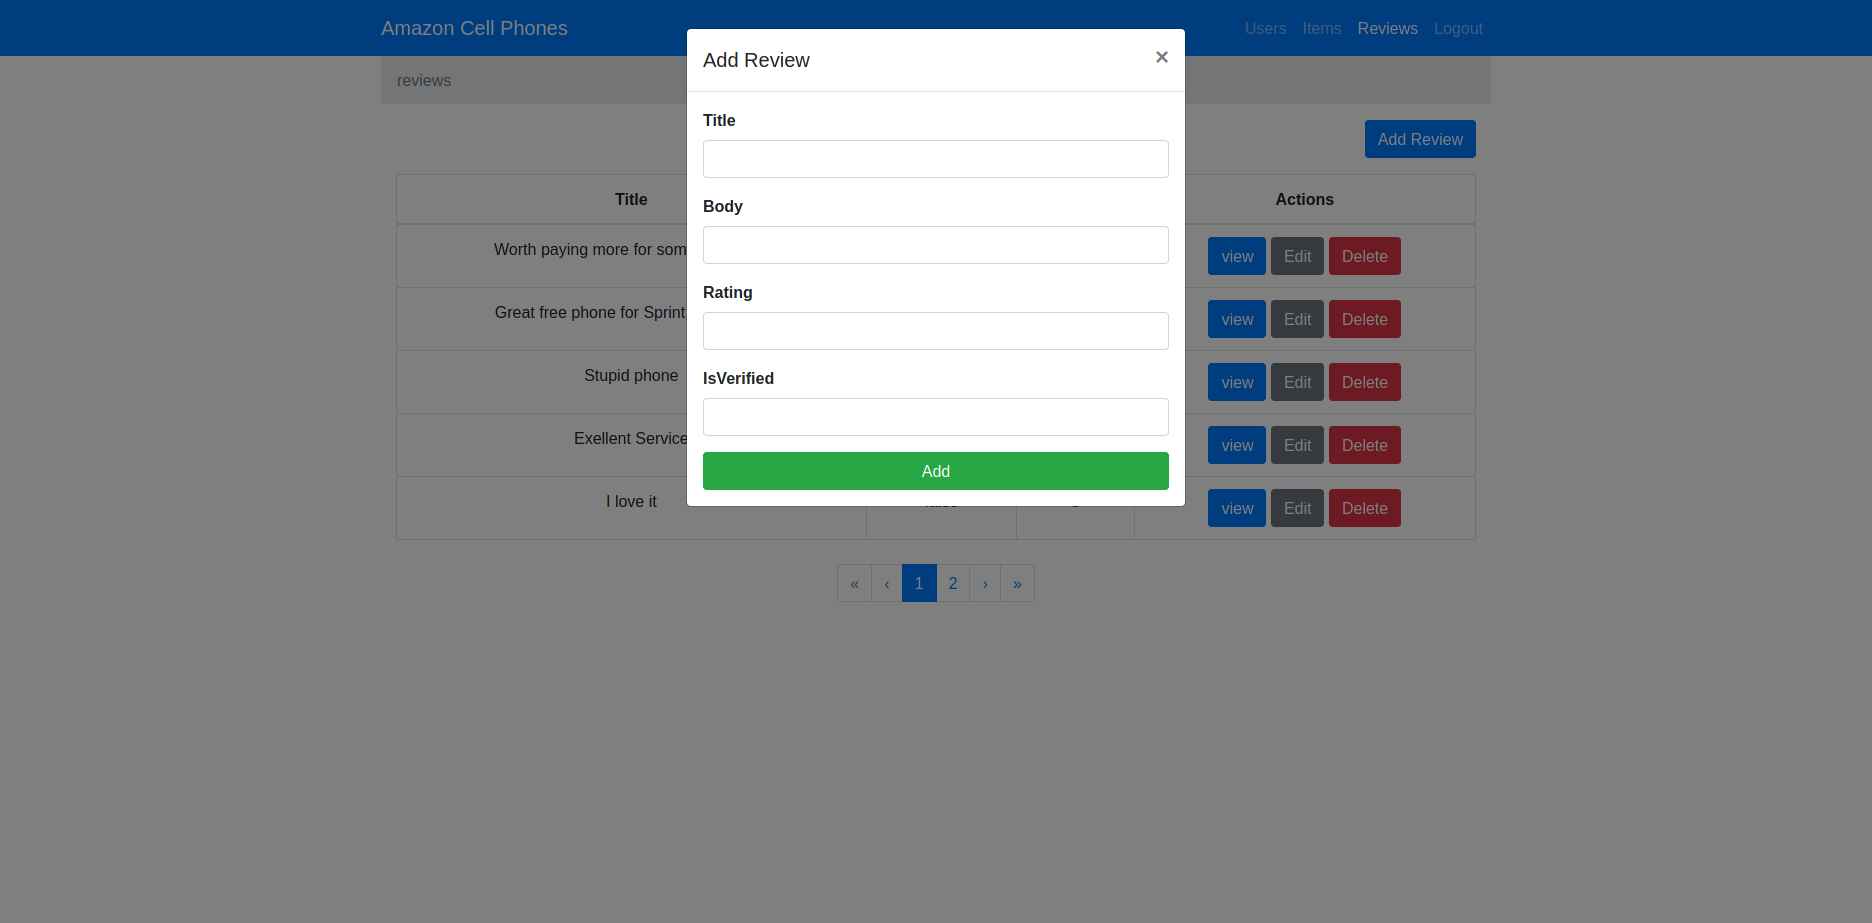 Amazon Cell Phones
Users Items Reviews Logout
reviews
Add Review
×
Title
Body
Rating
IsVerified
Add
Add Review
Title Actions
Worth paying more for som view Edit Delete
Great free phone for Sprint view Edit Delete
Stupid phone view Edit Delete
Exellent Service view Edit Delete
I love it view Edit Delete
« ‹ 1 2 › »